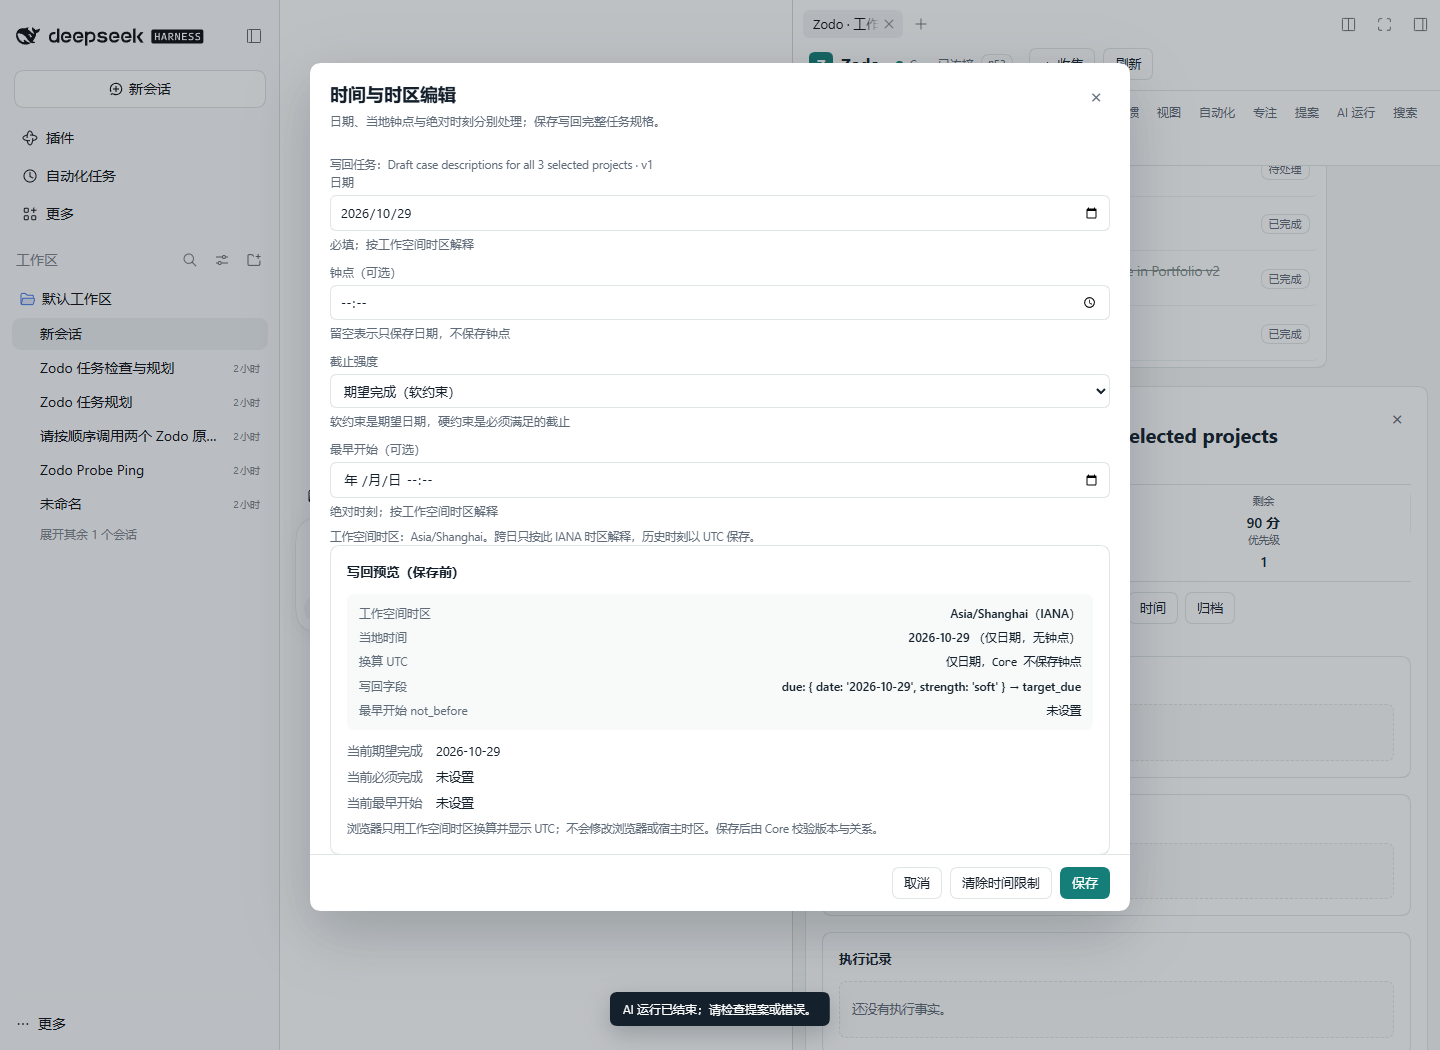 deepseek HARNESS
新会话
插件
自动化任务
更多
工作区
默认工作区
新会话
Zodo 任务检查与规划 2 小时
Zodo 任务规划 2 小时
请按顺序调用两个 Zodo 原... 2 小时
Zodo Probe Ping 2 小时
未命名 2 小时
展开其余 1 个会话
... 更多
Zodo · 工作
刷新
视图 自动化 专注 提案 AI 运行 搜索
待处理
已完成
e in Portfolio v2
已完成
已完成
elected projects
剩余
90 分
优先级
1
时间 归档
执行记录
还没有执行事实。
时间与时区编辑
日期、当地钟点与绝对时刻分别处理；保存写回完整任务规格。
写回任务：Draft case descriptions for all 3 selected projects · v1
日期
2026/10/29
必填；按工作空间时区解释
钟点（可选）
--:--
留空表示只保存日期，不保存钟点
截止强度
期望完成（软约束）
软约束是期望日期，硬约束是必须满足的截止
最早开始（可选）
年 /月/日 --:--
绝对时刻；按工作空间时区解释
工作空间时区：Asia/Shanghai。跨日只按此 IANA 时区解释，历史时刻以 UTC 保存。
写回预览（保存前）
工作空间时区 Asia/Shanghai（IANA）
当地时间 2026-10-29 （仅日期，无钟点）
换算 UTC 仅日期，Core 不保存钟点
写回字段 due: { date: '2026-10-29', strength: 'soft' } → target_due
最早开始 not_before 未设置
当前期望完成 2026-10-29
当前必须完成 未设置
当前最早开始 未设置
浏览器只用工作空间时区换算并显示 UTC；不会修改浏览器或宿主时区。保存后由 Core 校验版本与关系。
取消 清除时间限制 保存
AI 运行已结束；请检查提案或错误。